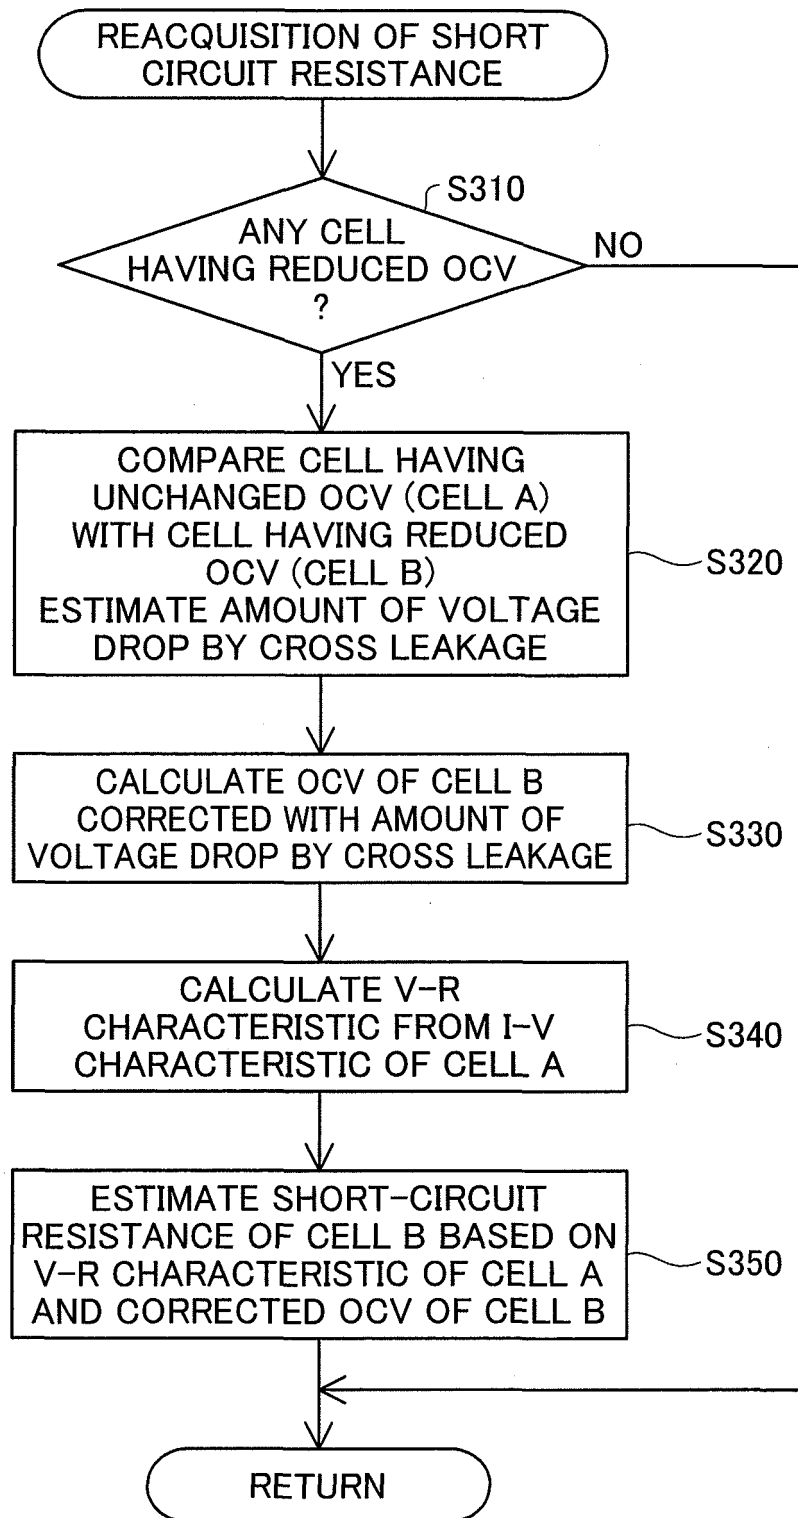 REACQUISITION OF SHORT
CIRCUIT RESISTANCE
S310
ANY CELL
HAVING REDUCED OCV
?
NO
YES
COMPARE CELL HAVING
UNCHANGED OCV (CELL A)
WITH CELL HAVING REDUCED
OCV (CELL B)
ESTIMATE AMOUNT OF VOLTAGE
DROP BY CROSS LEAKAGE
S320
CALCULATE OCV OF CELL B
CORRECTED WITH AMOUNT OF
VOLTAGE DROP BY CROSS LEAKAGE
S330
CALCULATE V-R
CHARACTERISTIC FROM I-V
CHARACTERISTIC OF CELL A
S340
ESTIMATE SHORT-CIRCUIT
RESISTANCE OF CELL B BASED ON
V-R CHARACTERISTIC OF CELL A
AND CORRECTED OCV OF CELL B
S350
RETURN